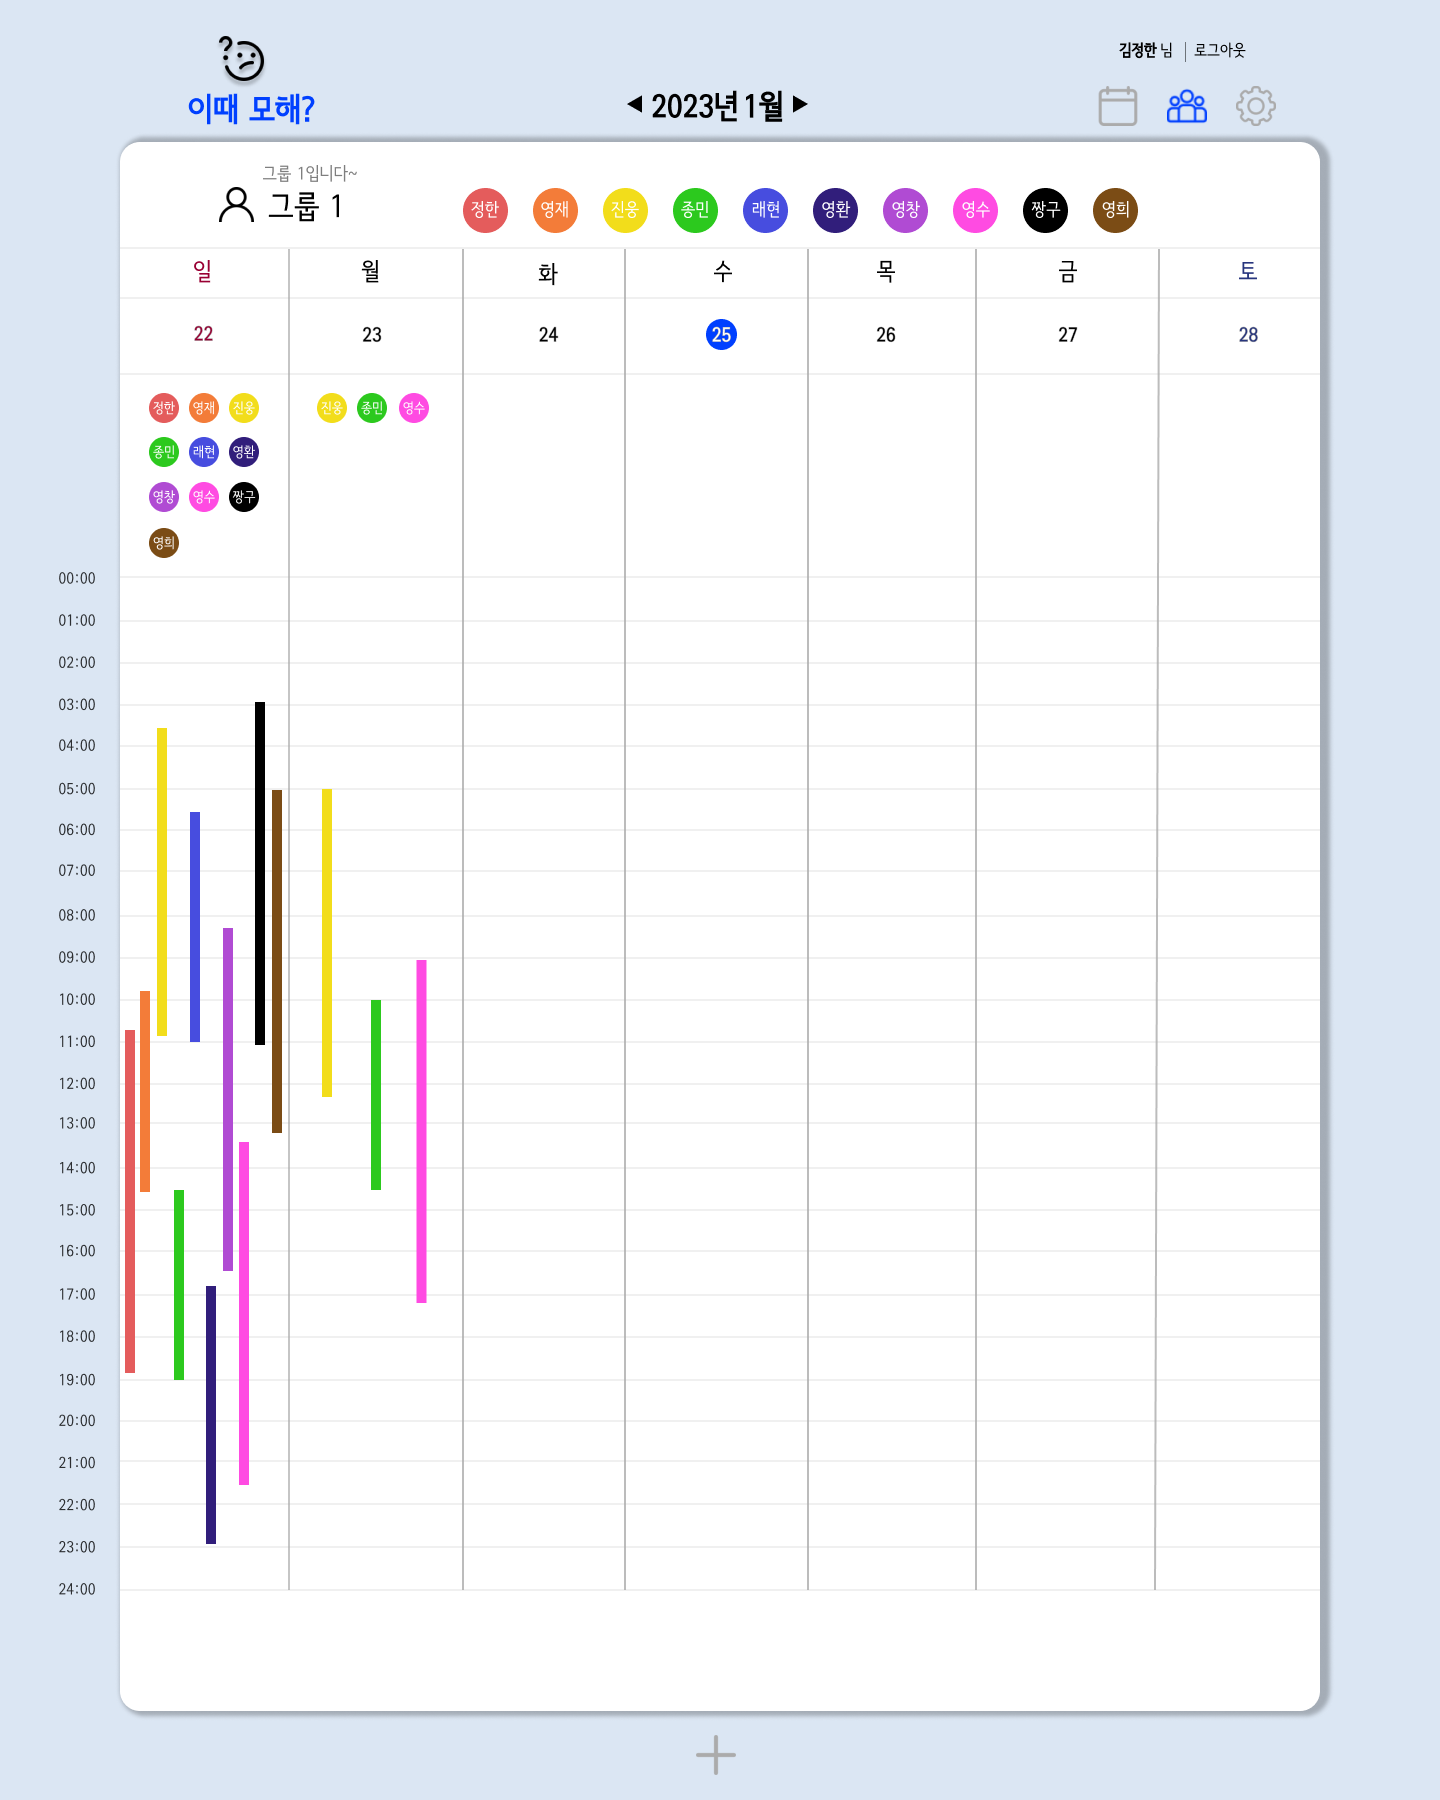 ?
이때 모해?
◀ 2023년 1월 ▶
김정한 님 | 로그아웃
그룹 1입니다~
그룹 1
정한 영재 진웅 종민 래현 영환 영창 영수 짱구 영희
일 월 화 수 목 금 토
22 23 24 25 26 27 28
정한 영재 진웅 진웅 종민 영수
종민 래현 영환
영창 영수 짱구
영희
00:00
01:00
02:00
03:00
04:00
05:00
06:00
07:00
08:00
09:00
10:00
11:00
12:00
13:00
14:00
15:00
16:00
17:00
18:00
19:00
20:00
21:00
22:00
23:00
24:00